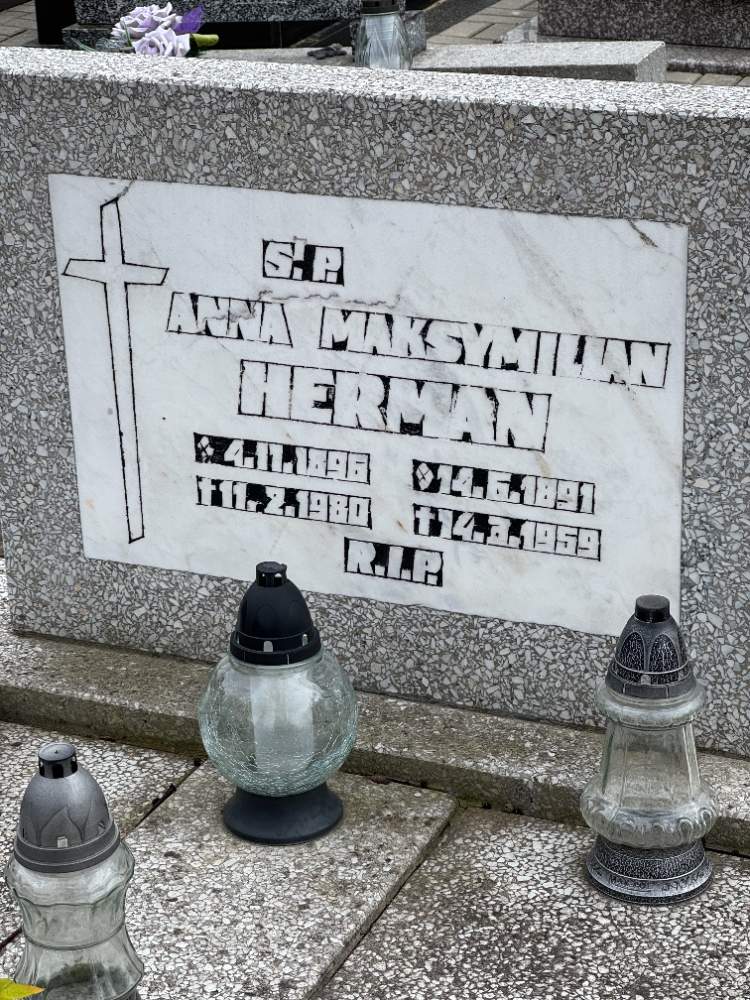 Ś.P.
ANNA MAKSYMILIAN
HERMAN
4.11.1896 14.6.1891
†11.2.1980 †14.3.1959
R.I.P.